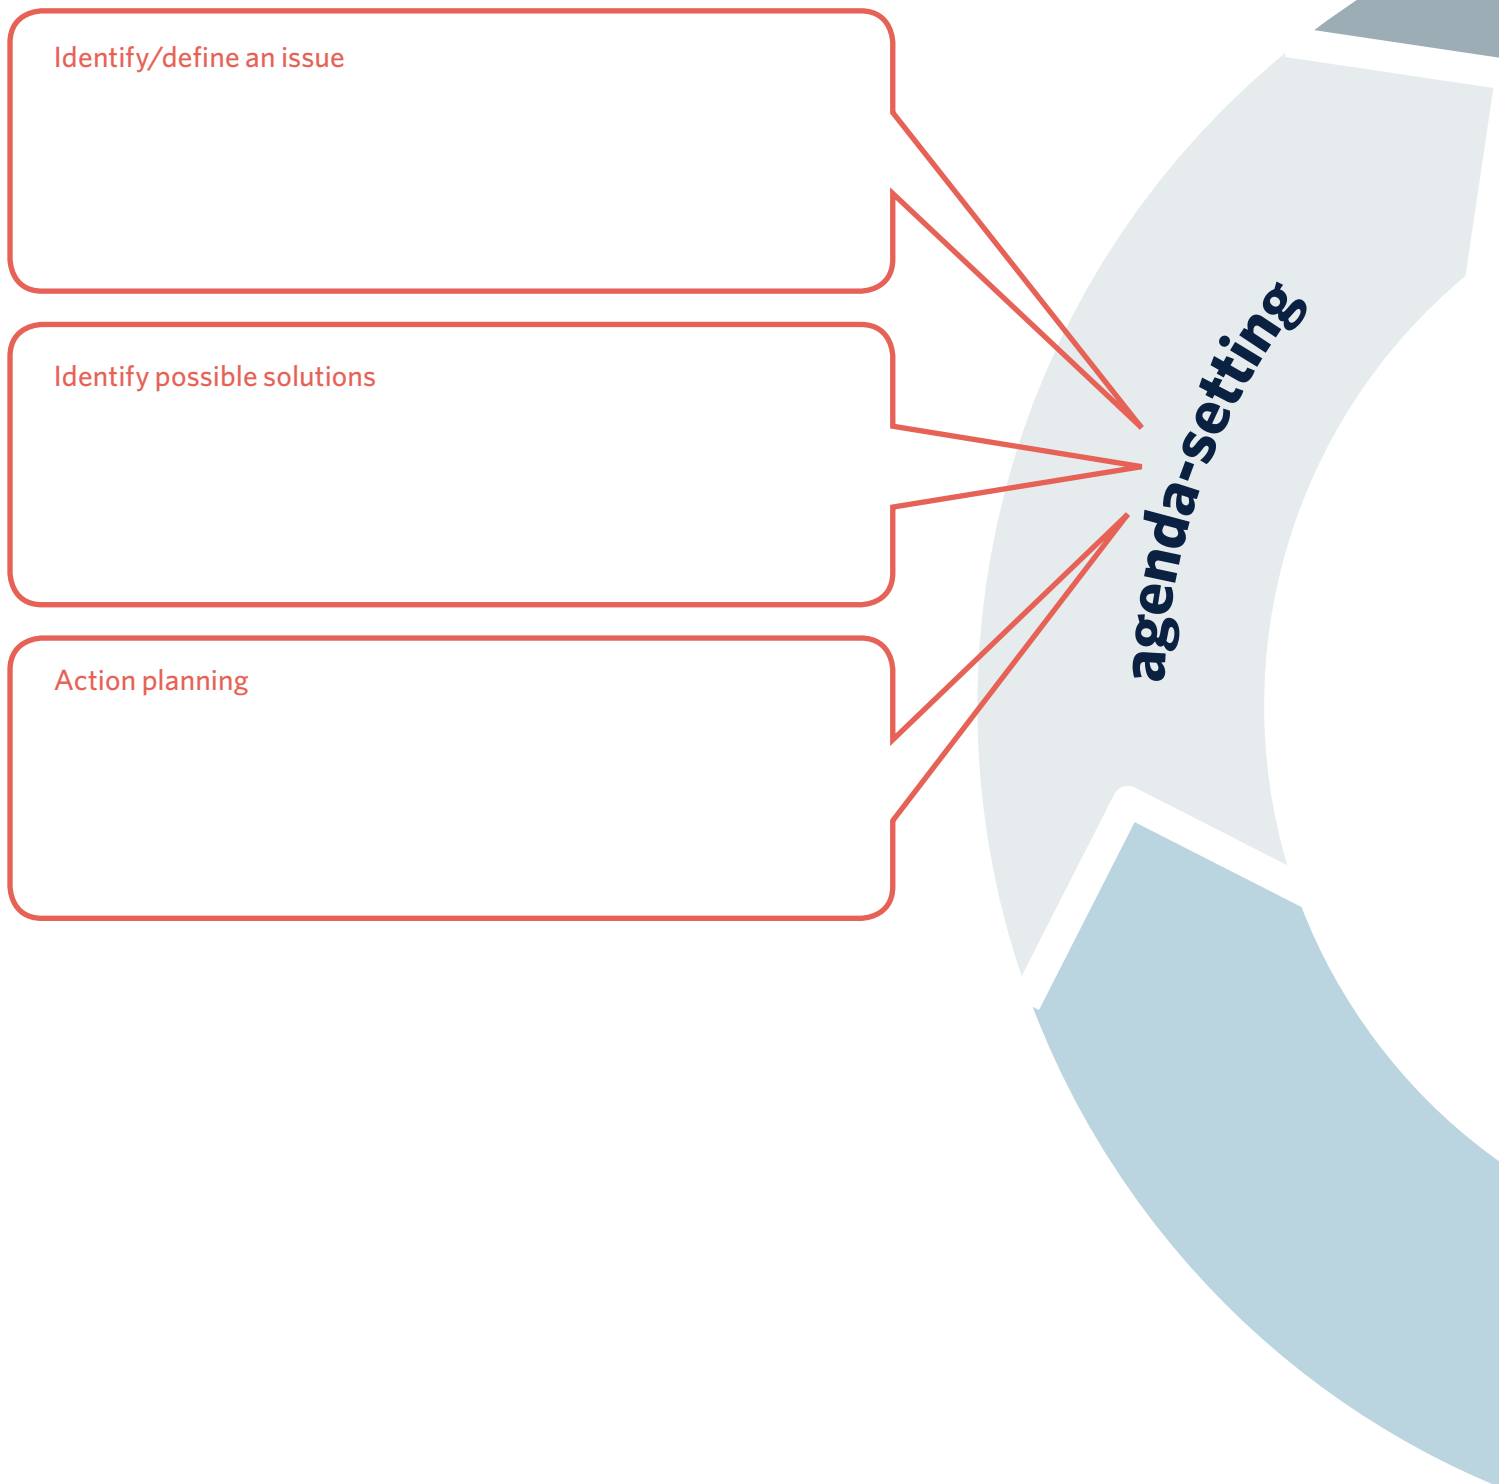 Identify/define an issue
Identify possible solutions
Action planning
agenda-setting